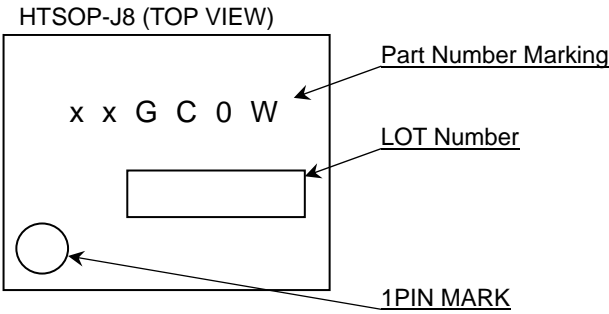 HTSOP-J8 (TOP VIEW)
Part Number Marking
x x G C 0 W
LOT Number
1PIN MARK